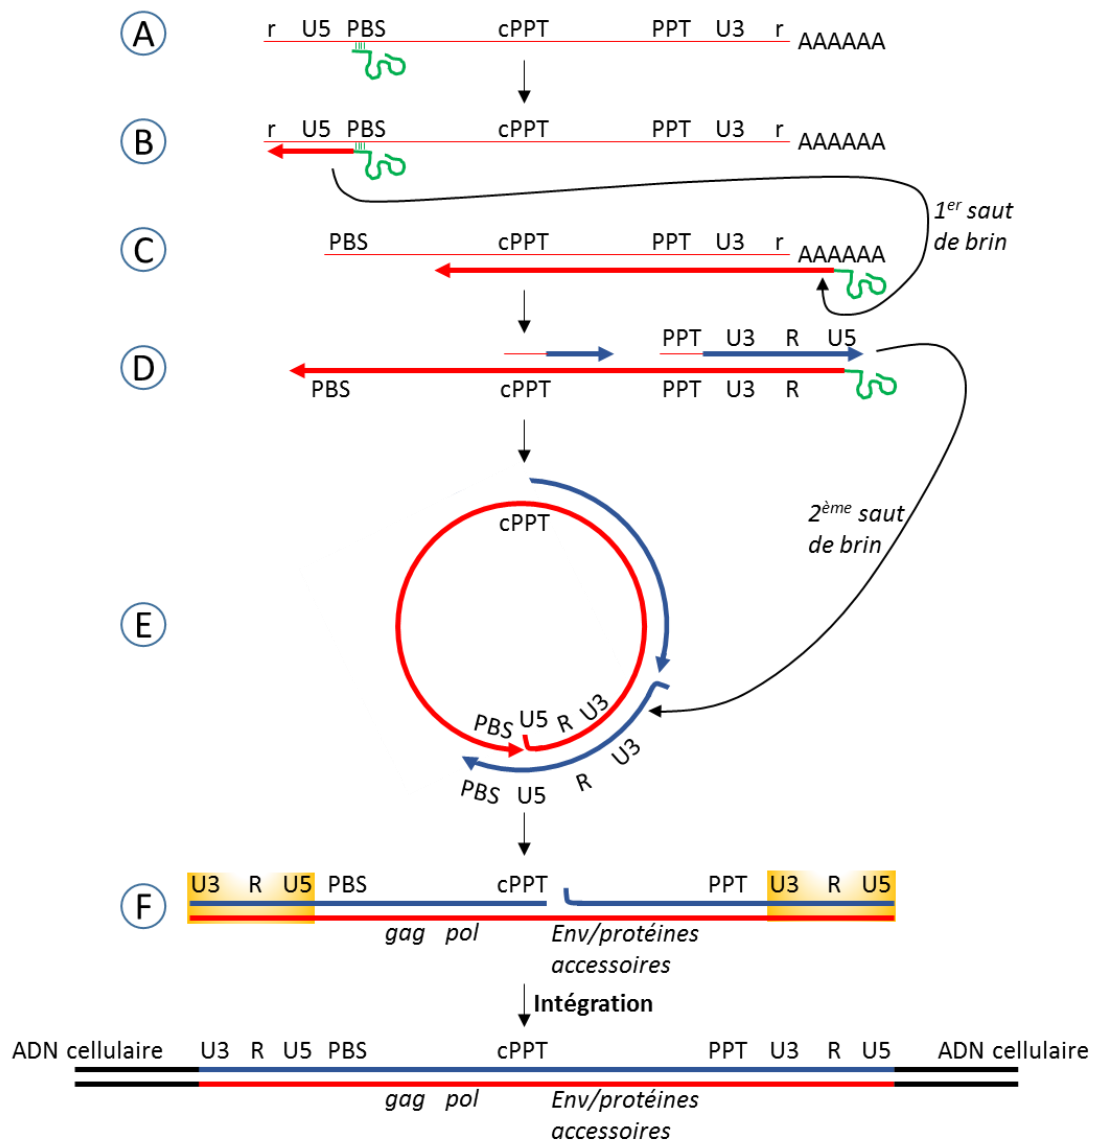 A
r U5 PBS cPPT PPT U3 r AAAAAA
B
r U5 PBS cPPT PPT U3 r AAAAAA
1er saut
de brin
C
PBS cPPT PPT U3 r AAAAAA
D
PPT U3 R U5
PBS cPPT PPT U3 R
2ème saut
de brin
E
cPPT
PBS U5 R U3
PBS U5 R U3
F
U3 R U5 PBS cPPT PPT U3 R U5
gag pol Env/protéines
accessoires
Intégration
ADN cellulaire U3 R U5 PBS cPPT PPT U3 R U5 ADN cellulaire
gag pol Env/protéines
accessoires